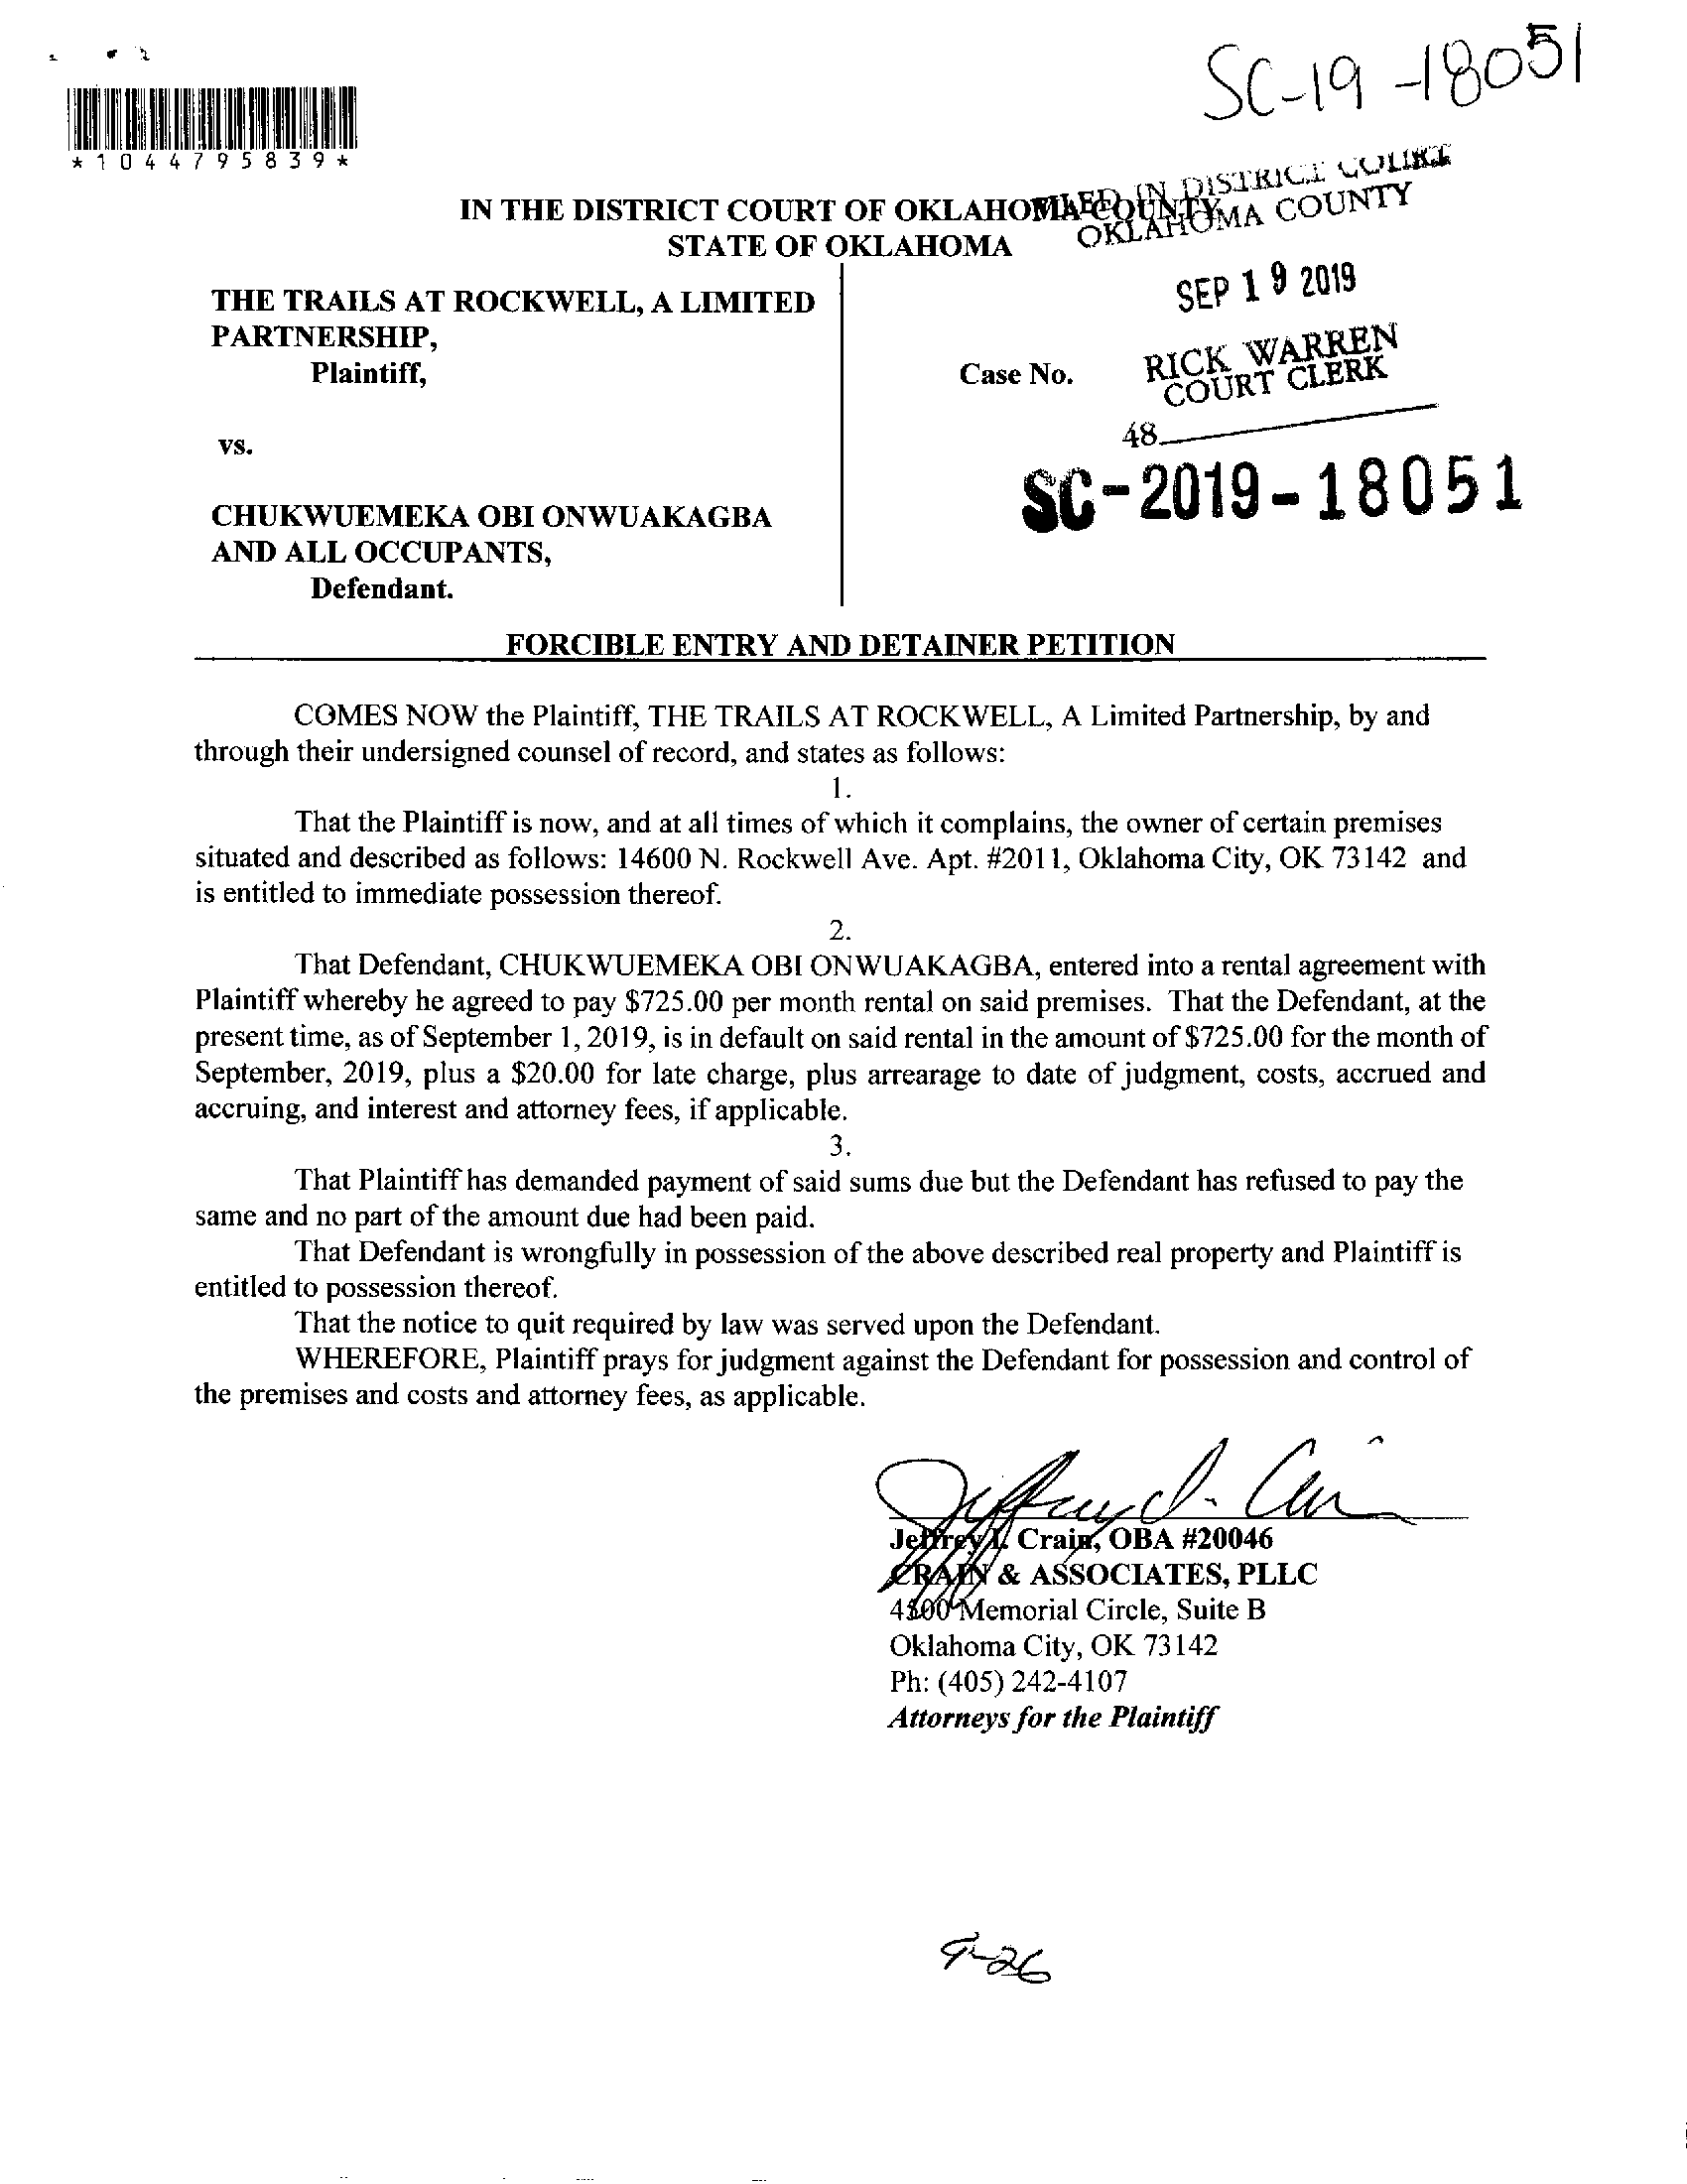 SC-19-18051
*1044795839*
FILED IN DISTRICT COURT
OKLAHOMA COUNTY
IN THE DISTRICT COURT OF OKLAHOMA COUNTY
STATE OF OKLAHOMA
SEP 19 2019
THE TRAILS AT ROCKWELL, A LIMITED
PARTNERSHIP,
Plaintiff,
Case No.
RICK WARREN
COURT CLERK
48
vs.
SC-2019-18051
CHUKWUEMEKA OBI ONWUAKAGBA
AND ALL OCCUPANTS,
Defendant.
FORCIBLE ENTRY AND DETAINER PETITION
COMES NOW the Plaintiff, THE TRAILS AT ROCKWELL, A Limited Partnership, by and
through their undersigned counsel of record, and states as follows:
1.
That the Plaintiff is now, and at all times of which it complains, the owner of certain premises
situated and described as follows: 14600 N. Rockwell Ave. Apt. #2011, Oklahoma City, OK 73142 and
is entitled to immediate possession thereof.
2.
That Defendant, CHUKWUEMEKA OBI ONWUAKAGBA, entered into a rental agreement with
Plaintiff whereby he agreed to pay $725.00 per month rental on said premises. That the Defendant, at the
present time, as of September 1, 2019, is in default on said rental in the amount of $725.00 for the month of
September, 2019, plus a $20.00 for late charge, plus arrearage to date of judgment, costs, accrued and
accruing, and interest and attorney fees, if applicable.
3.
That Plaintiff has demanded payment of said sums due but the Defendant has refused to pay the
same and no part of the amount due had been paid.
That Defendant is wrongfully in possession of the above described real property and Plaintiff is
entitled to possession thereof.
That the notice to quit required by law was served upon the Defendant.
WHEREFORE, Plaintiff prays for judgment against the Defendant for possession and control of
the premises and costs and attorney fees, as applicable.
Jeffrey Crain, OBA #20046
CRAIN & ASSOCIATES, PLLC
Memorial Circle, Suite B
Oklahoma City, OK 73142
Ph: (405) 242-4107
Attorneys for the Plaintiff
9-26